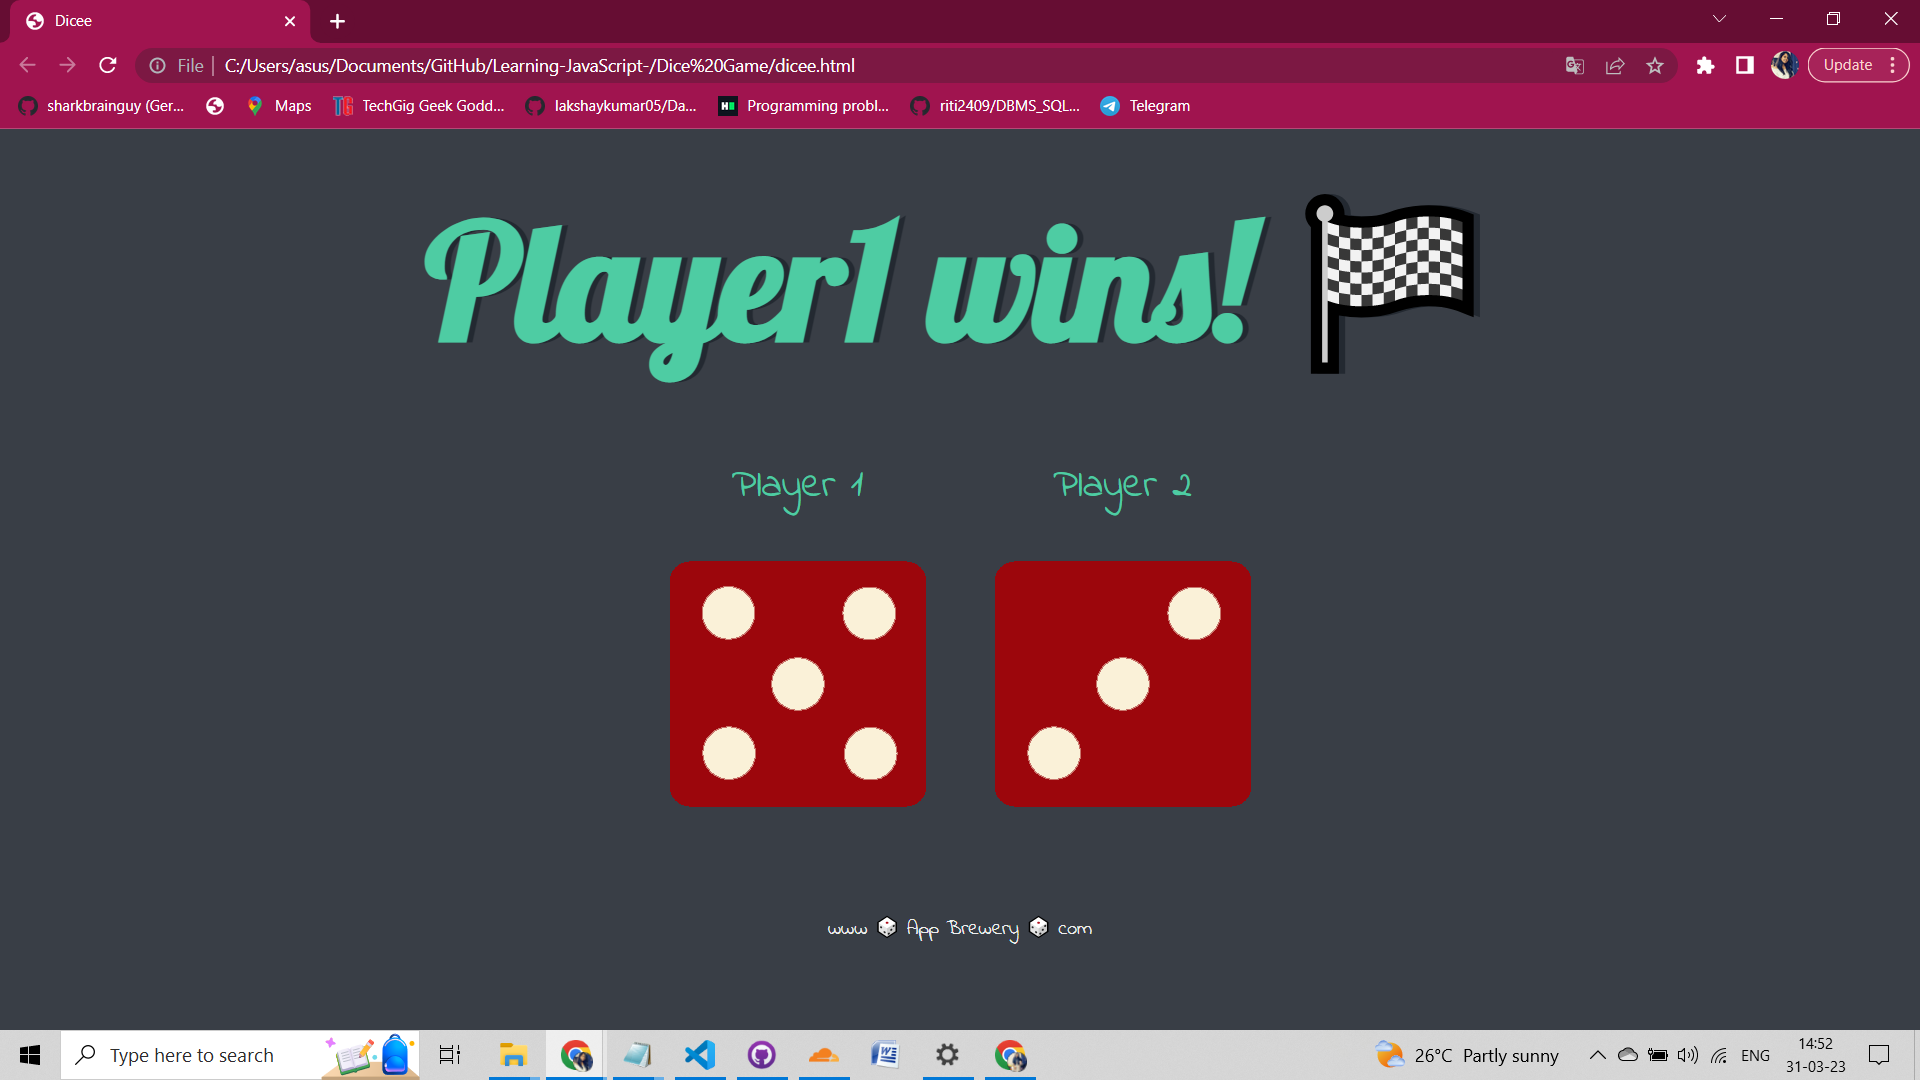 Dicee
File | C:/Users/asus/Documents/GitHub/Learning-JavaScript-/Dice%20Game/dicee.html
Update
sharkbrainguy (Ger...
Maps
TechGig Geek Godd...
lakshaykumar05/Da...
Programming probl...
riti2409/DBMS_SQL...
Telegram
Player1 wins!
Player 1
Player 2
www 🎲 App Brewery 🎲 com
Type here to search
26°C Partly sunny
ENG
14:52
31-03-23